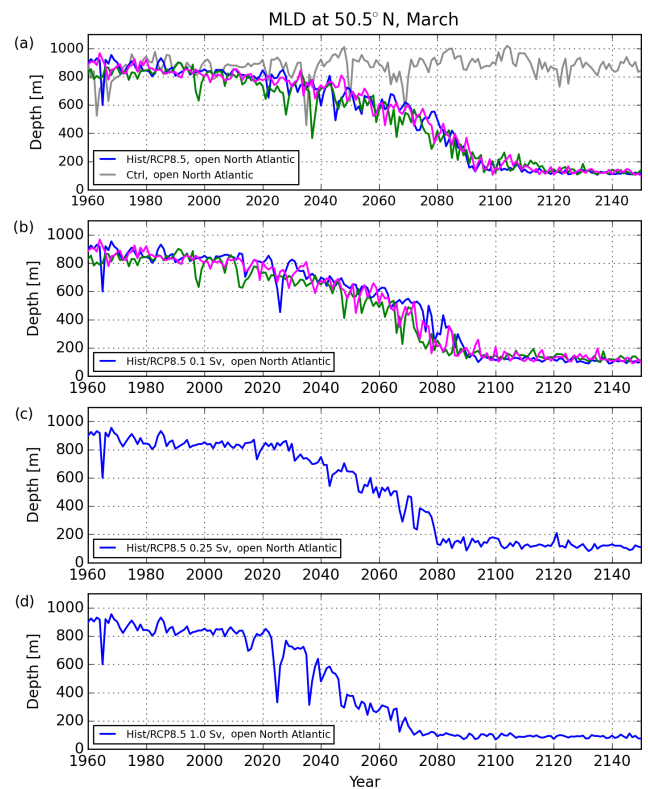 MLD at 50.5° N, March
(a)
1000
800
600
400
200
0
Depth [m]
Hist/RCP8.5, open North Atlantic
Ctrl, open North Atlantic
1960 1980 2000 2020 2040 2060 2080 2100 2120 2140
(b)
1000
800
600
400
200
0
Depth [m]
Hist/RCP8.5 0.1 Sv, open North Atlantic
1960 1980 2000 2020 2040 2060 2080 2100 2120 2140
(c)
1000
800
600
400
200
0
Depth [m]
Hist/RCP8.5 0.25 Sv, open North Atlantic
1960 1980 2000 2020 2040 2060 2080 2100 2120 2140
(d)
1000
800
600
400
200
0
Depth [m]
Hist/RCP8.5 1.0 Sv, open North Atlantic
1960 1980 2000 2020 2040 2060 2080 2100 2120 2140
Year